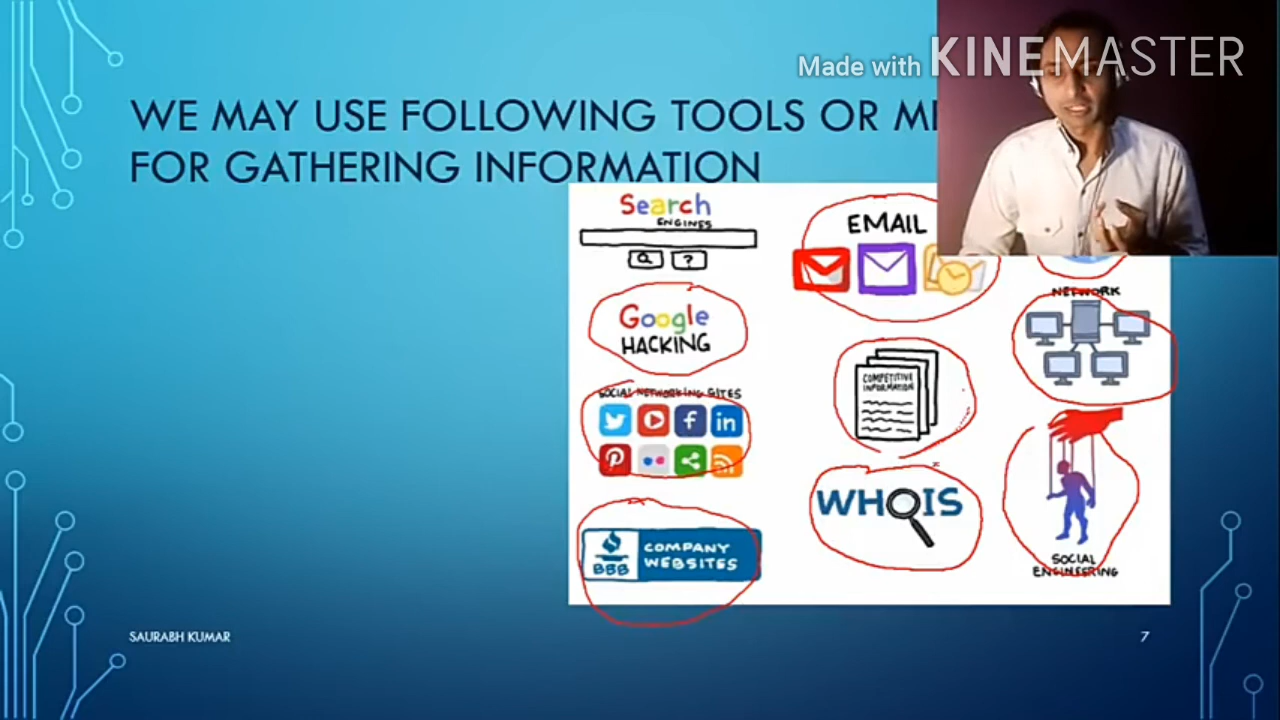 Made with KINEMASTER
WE MAY USE FOLLOWING TOOLS OR
FOR GATHERING INFORMATION
Search
ENGINES
?
Google
HACKING
SOCIAL NETWORKING SITES
BBB
COMPANY
WEBSITES
EMAIL
COMPETITIVE
INFORMATION
WHOIS
NETWORK
SOCIAL
ENGINEERING
SAURABH KUMAR
7